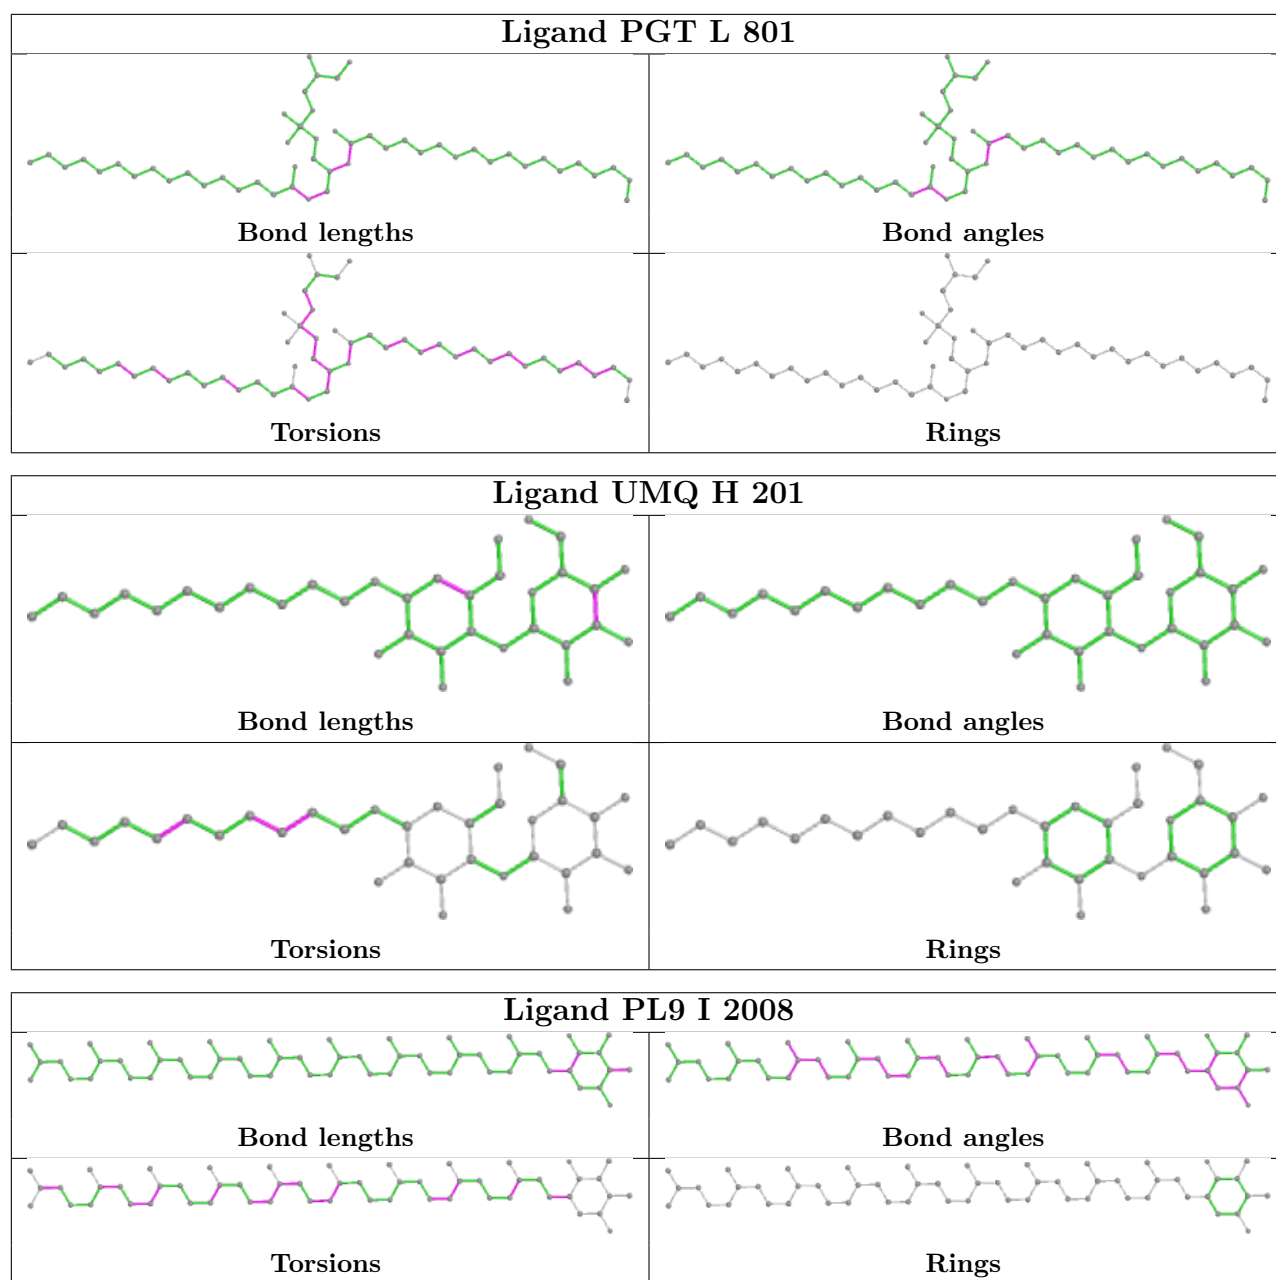 Ligand PGT L 801
Bond lengths
Bond angles
Torsions
Rings
Ligand UMQ H 201
Bond lengths
Bond angles
Torsions
Rings
Ligand PL9 I 2008
Bond lengths
Bond angles
Torsions
Rings